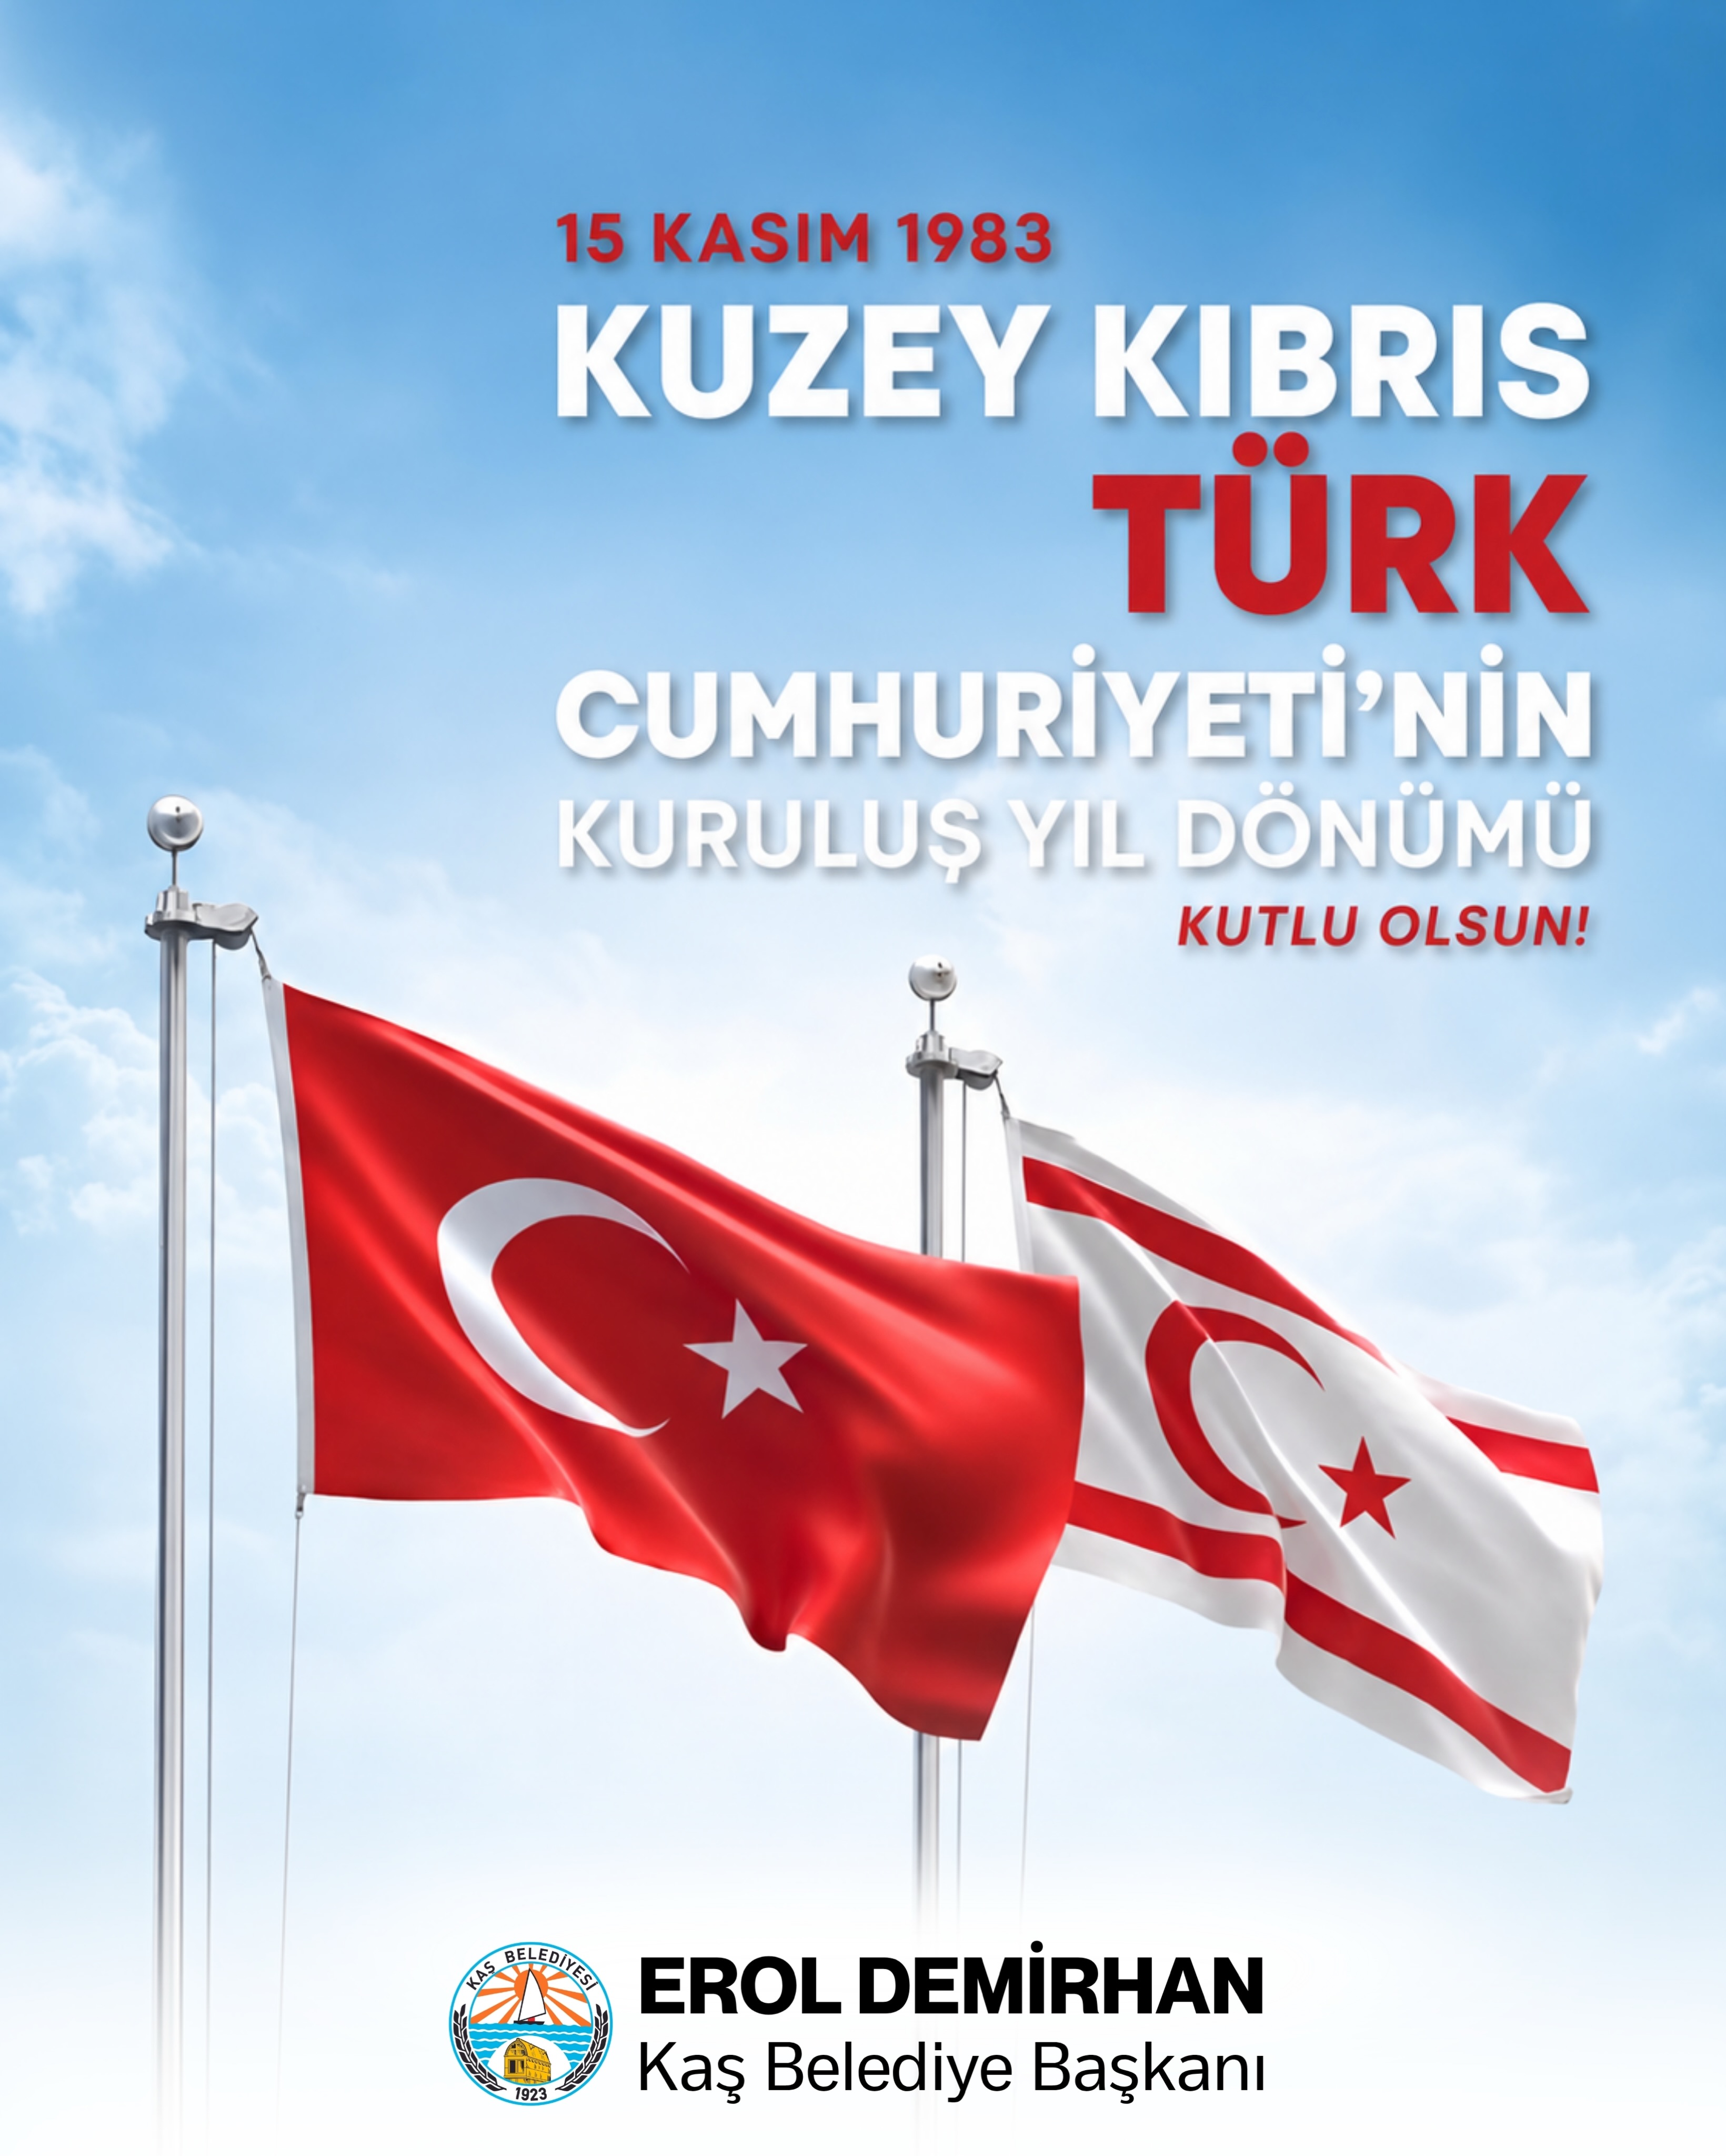 15 KASIM 1983
KUZEY KIBRIS
TÜRK
CUMHURİYETİ’NİN
KURULUŞ YIL DÖNÜMÜ
KUTLU OLSUN!
KAŞ BELEDİYESİ
1923
EROL DEMİRHAN
Kaş Belediye Başkanı